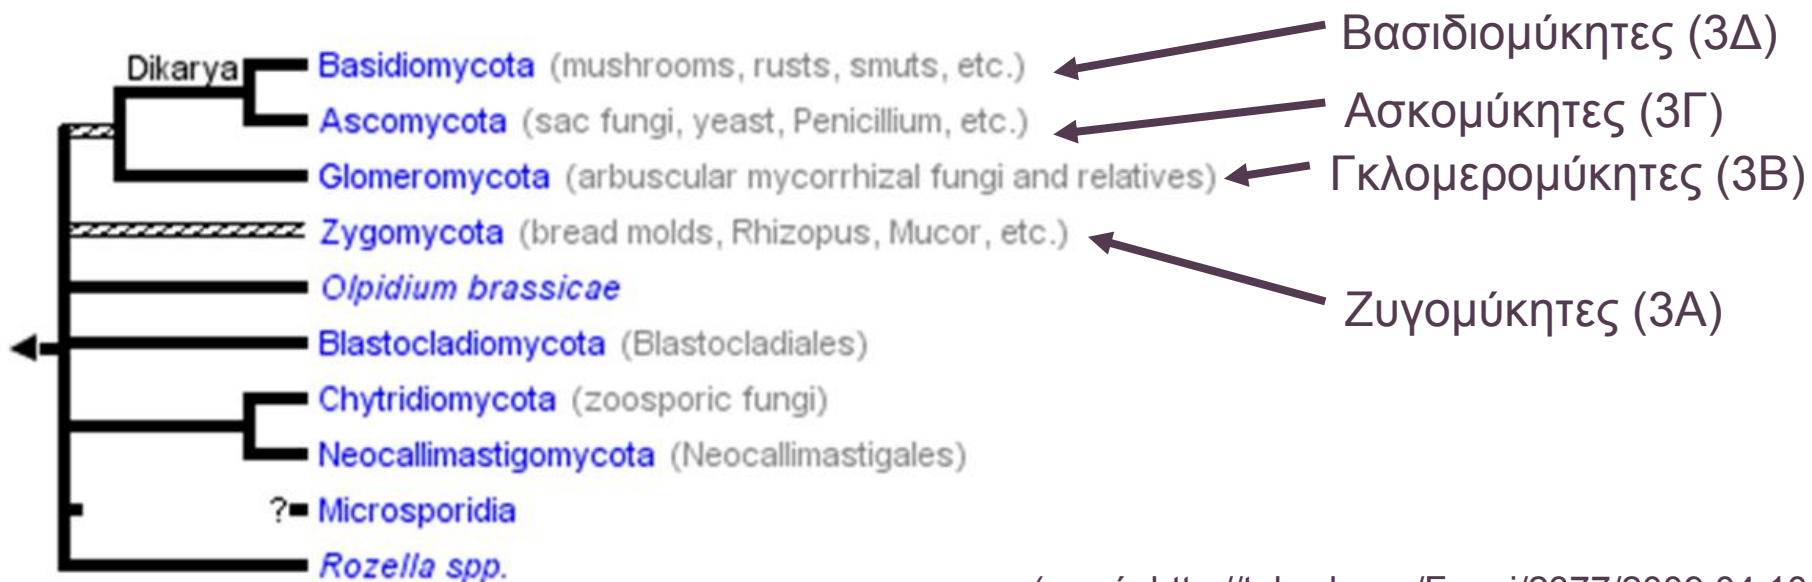 Βασιδιομύκητες (3Δ)
Dikarya
Basidiomycota (mushrooms, rusts, smuts, etc.)
Ascomycota (sac fungi, yeast, Penicillium, etc.)
Ασκομύκητες (3Γ)
Glomeromycota (arbuscular mycorrhizal fungi and relatives)
Γκλομερομύκητες (3Β)
Zygomycota (bread molds, Rhizopus, Mucor, etc.)
Ζυγομύκητες (3Α)
Olpidium brassicae
Blastocladiomycota (Blastocladiales)
Chytridiomycota (zoosporic fungi)
Neocallimastigomycota (Neocallimastigales)
? Microsporidia
Rozella spp.